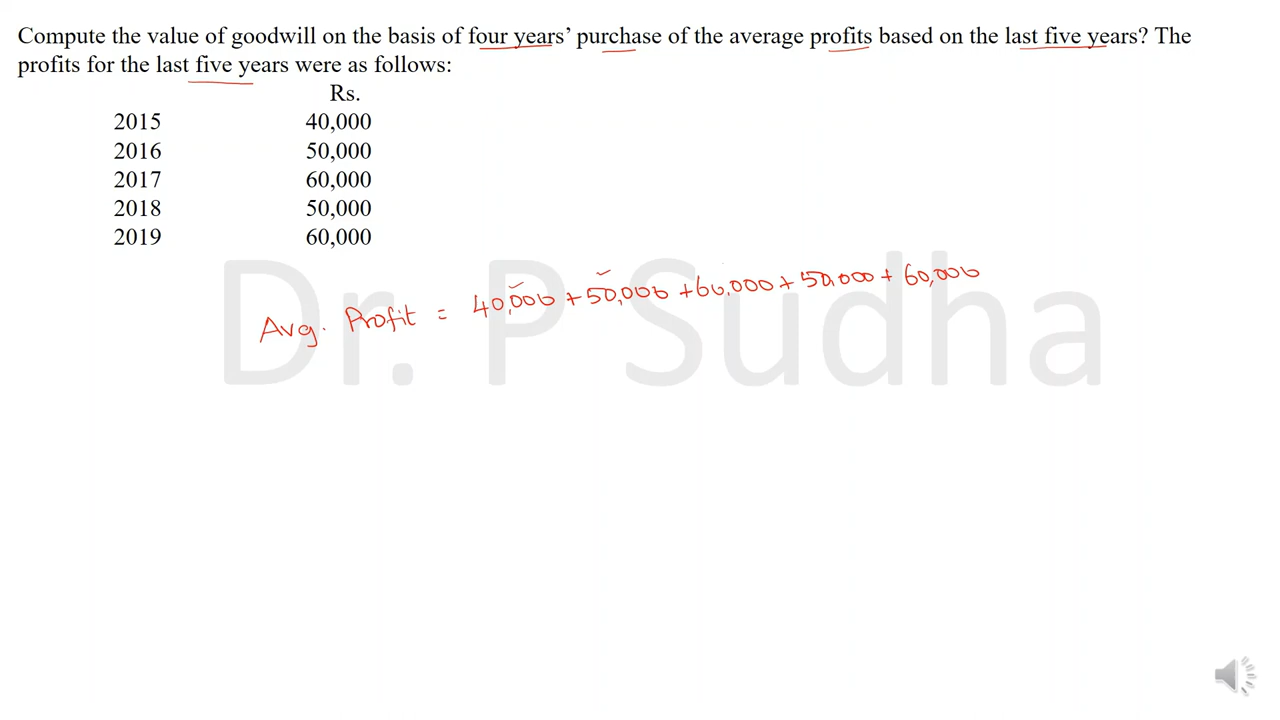 Compute the value of goodwill on the basis of four years’ purchase of the average profits based on the last five years? The
profits for the last five years were as follows:
Rs.
2015 40,000
2016 50,000
2017 60,000
2018 50,000
2019 60,000
Avg. Profit = 40,000 + 50,000 + 60,000 + 50,000 + 60,000
Dr. P Sudha